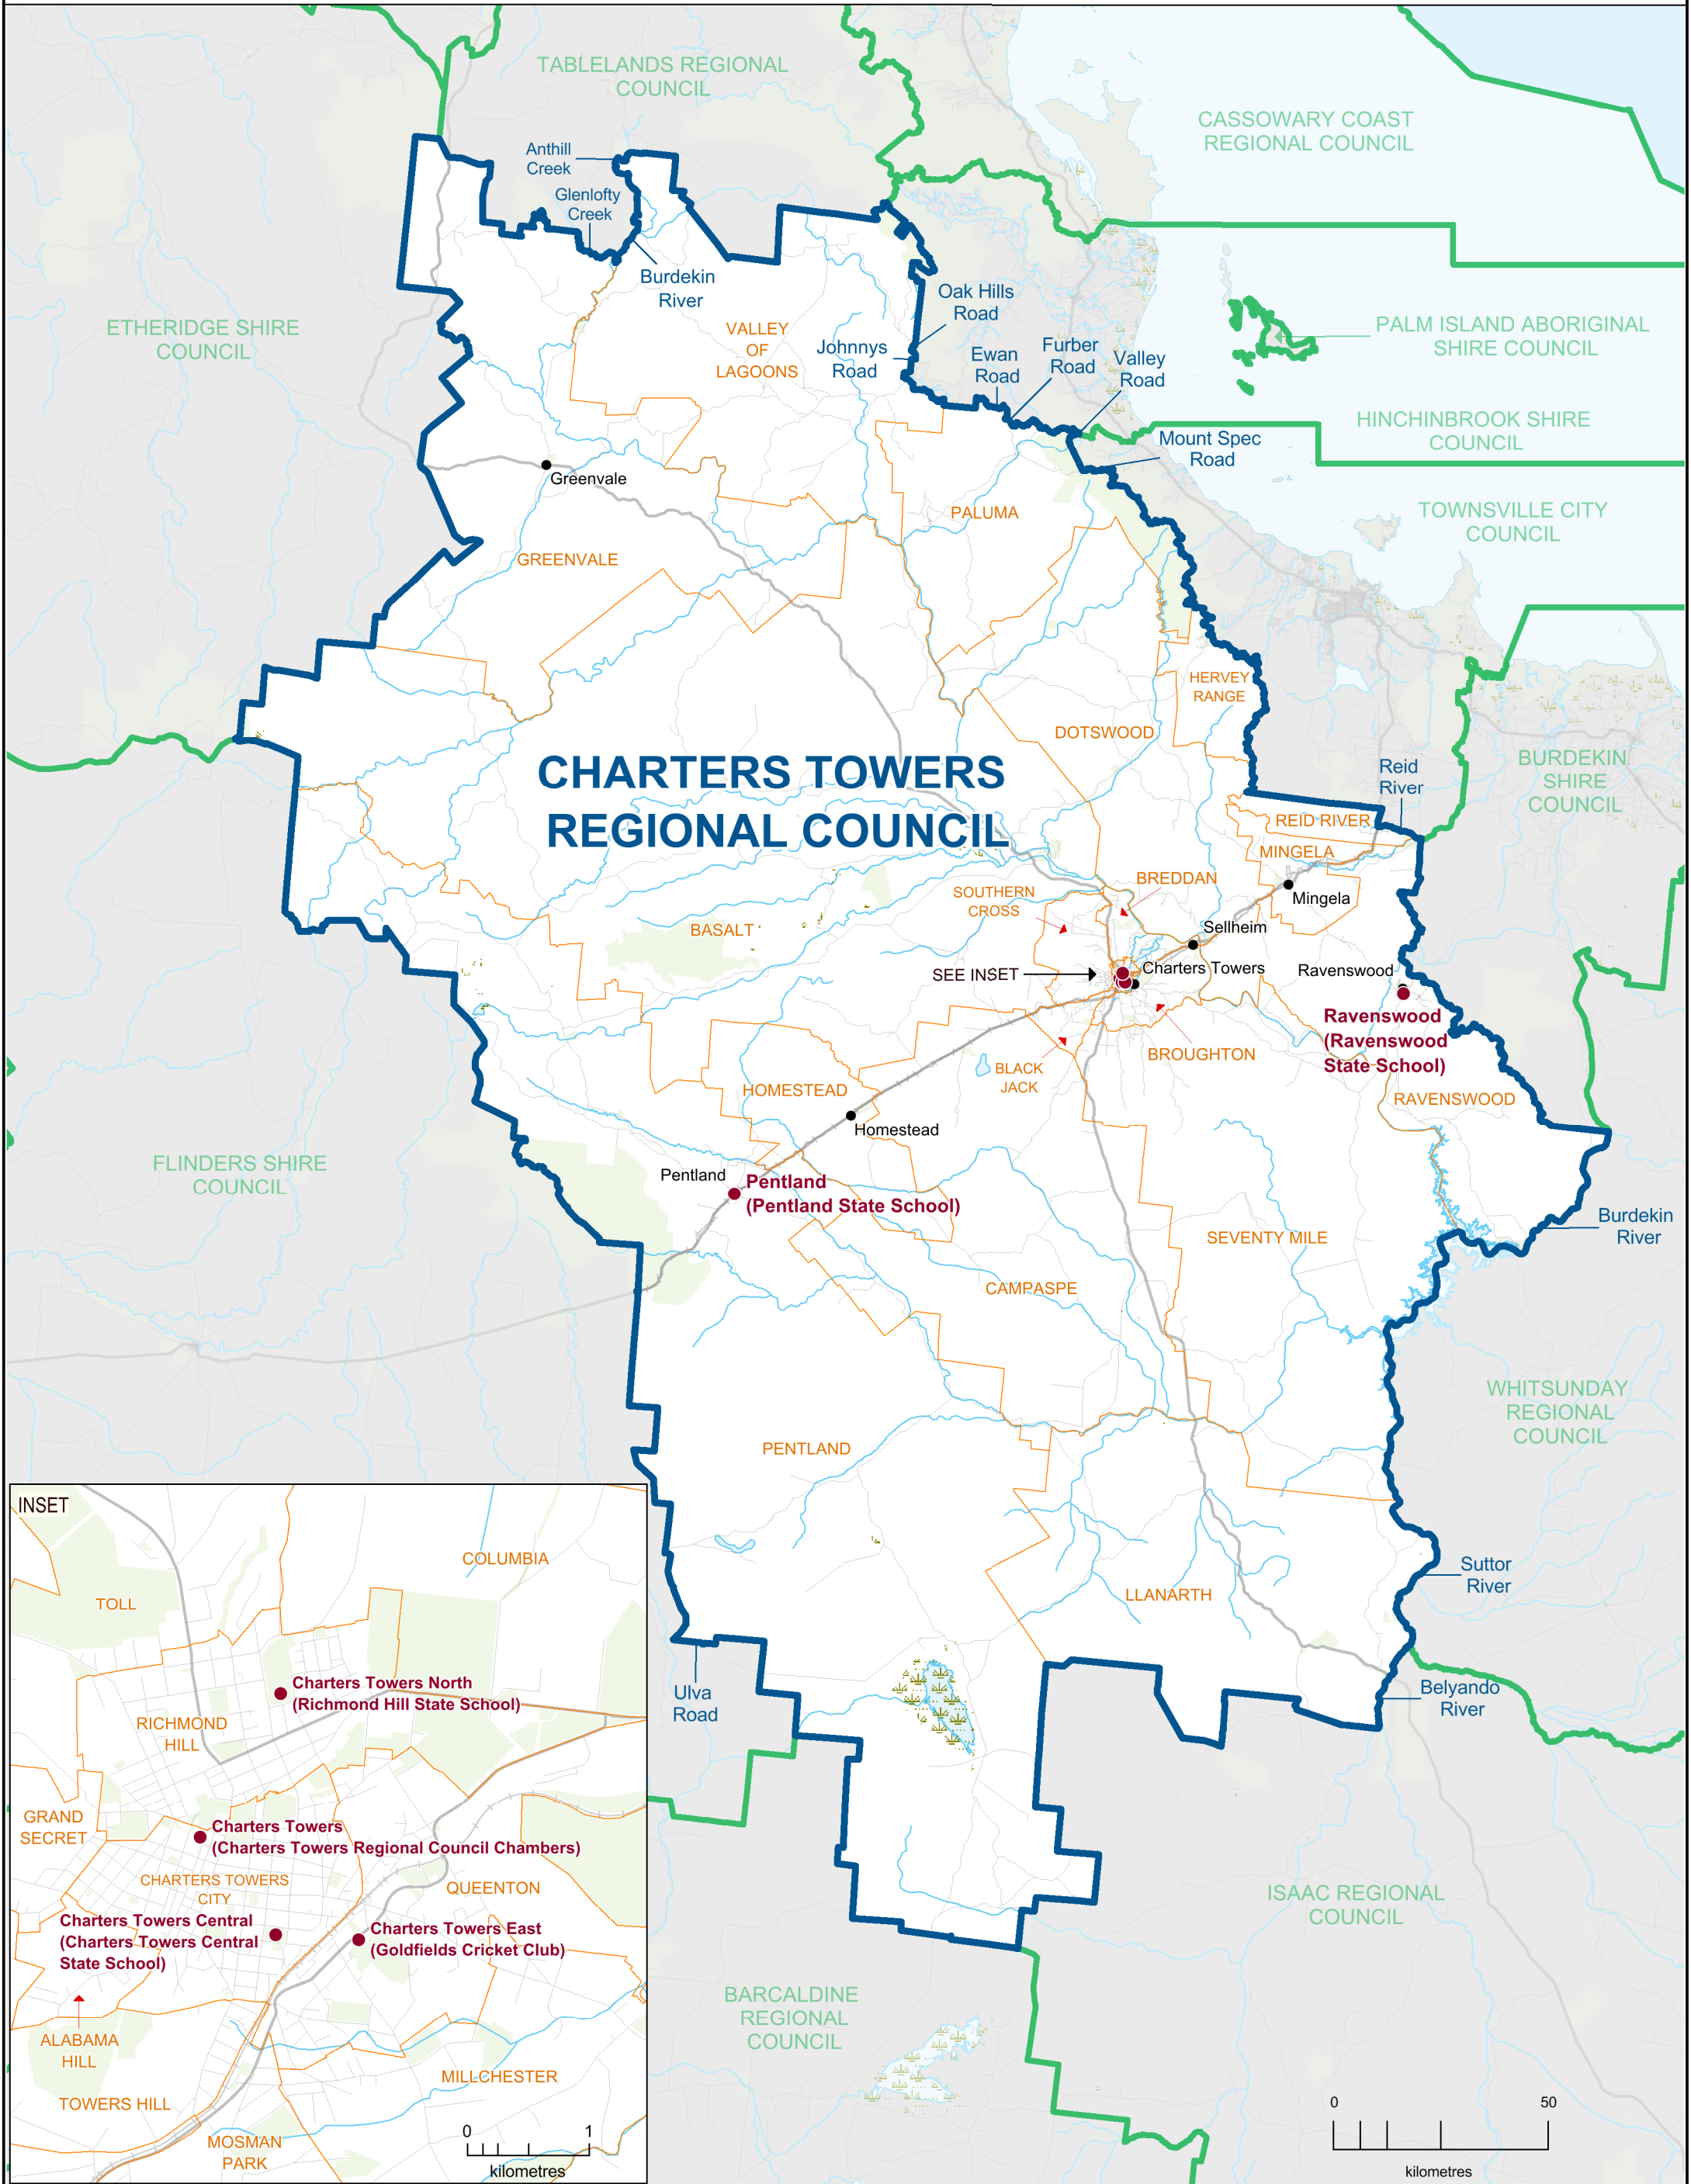 TABLELANDS REGIONAL
COUNCIL
CASSOWARY COAST
REGIONAL COUNCIL
Anthill
Creek
Glenlofty
Creek
Burdekin
River
Oak Hills
Road
ETHERIDGE SHIRE
COUNCIL
VALLEY
OF
LAGOONS
Johnnys
Road
Ewan
Road
Furber
Road
Valley
Road
PALM ISLAND ABORIGINAL
SHIRE COUNCIL
HINCHINBROOK SHIRE
COUNCIL
Mount Spec
Road
Greenvale
PALUMA
TOWNSVILLE CITY
COUNCIL
GREENVALE
HERVEY
RANGE
DOTSWOOD
CHARTERS TOWERS
REGIONAL COUNCIL
Reid
River
BURDEKIN
SHIRE
COUNCIL
REID RIVER
MINGELA
BREDDAN
SOUTHERN
CROSS
Mingela
BASALT
Sellheim
SEE INSET
Charters Towers
Ravenswood
Ravenswood
(Ravenswood
State School)
BROUGHTON
BLACK
JACK
HOMESTEAD
RAVENSWOOD
Homestead
FLINDERS SHIRE
COUNCIL
Pentland
Pentland
(Pentland State School)
Burdekin
River
SEVENTY MILE
CAMPASPE
WHITSUNDAY
REGIONAL
COUNCIL
PENTLAND
Suttor
River
LLANARTH
Ulva
Road
Belyando
River
ISAAC REGIONAL
COUNCIL
BARCALDINE
REGIONAL
COUNCIL
0 50
kilometres
INSET
COLUMBIA
TOLL
Charters Towers North
(Richmond Hill State School)
RICHMOND
HILL
GRAND
SECRET
Charters Towers
(Charters Towers Regional Council Chambers)
CHARTERS TOWERS
CITY
QUEENTON
Charters Towers Central
(Charters Towers Central
State School)
Charters Towers East
(Goldfields Cricket Club)
ALABAMA
HILL
MILLCHESTER
TOWERS HILL
MOSMAN
PARK
0 1
kilometres